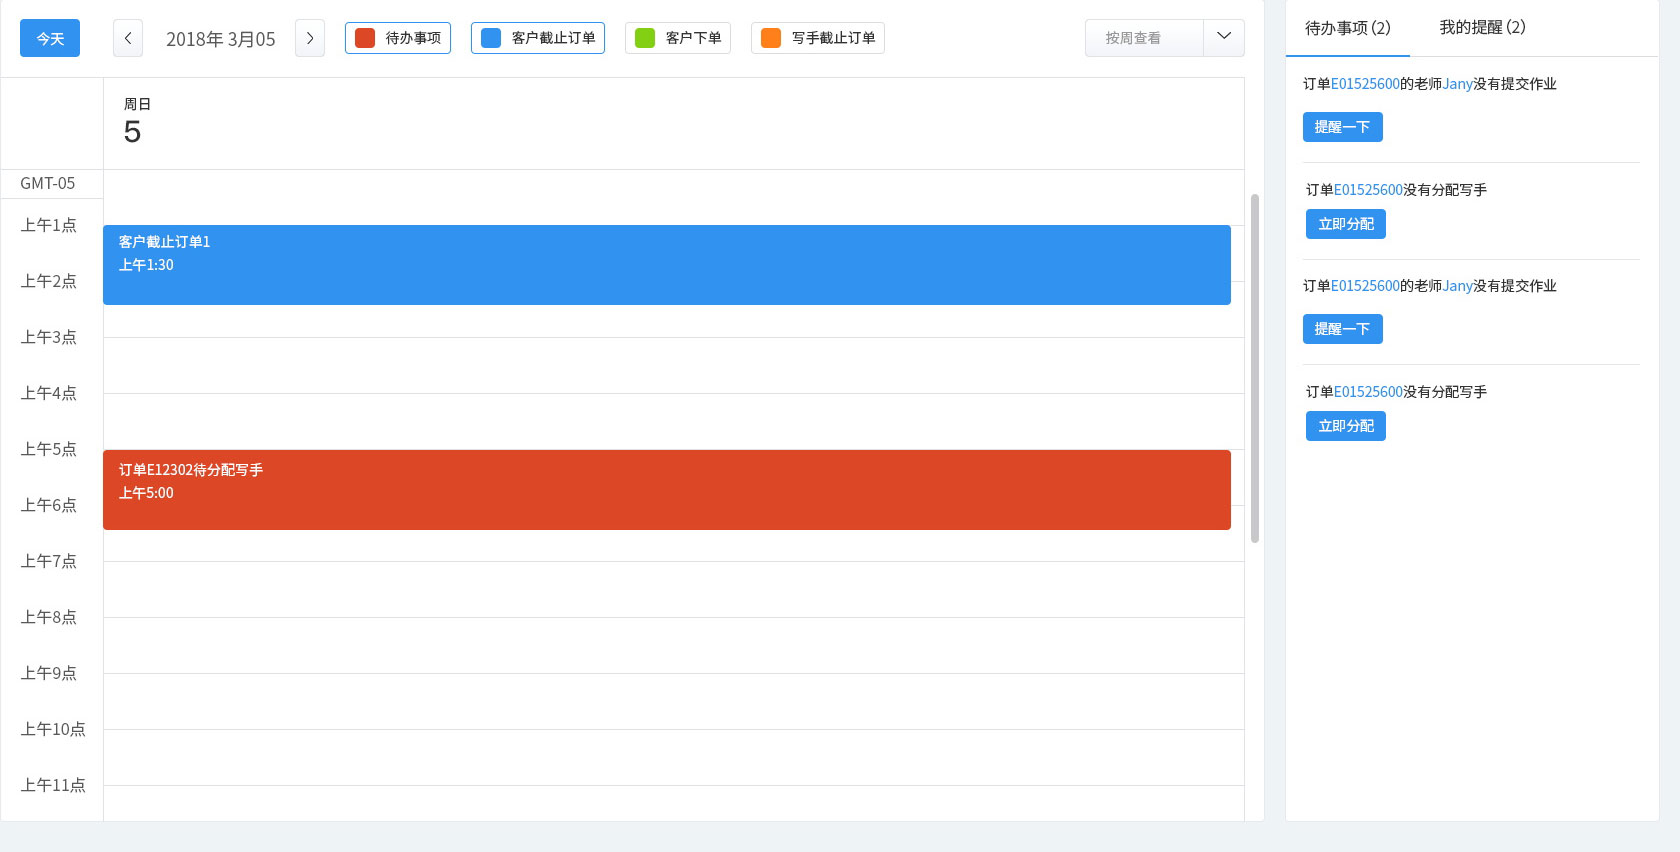 今天
2018年 3月05
待办事项
客户截止订单
客户下单
写手截止订单
按周查看
周日
5
GMT-05
上午1点
客户截止订单1
上午1:30
上午2点
上午3点
上午4点
上午5点
订单E12302待分配写手
上午5:00
上午6点
上午7点
上午8点
上午9点
上午10点
上午11点
待办事项(2)
我的提醒(2)
订单E01525600的老师Jany没有提交作业
提醒一下
订单E01525600没有分配写手
立即分配
订单E01525600的老师Jany没有提交作业
提醒一下
订单E01525600没有分配写手
立即分配